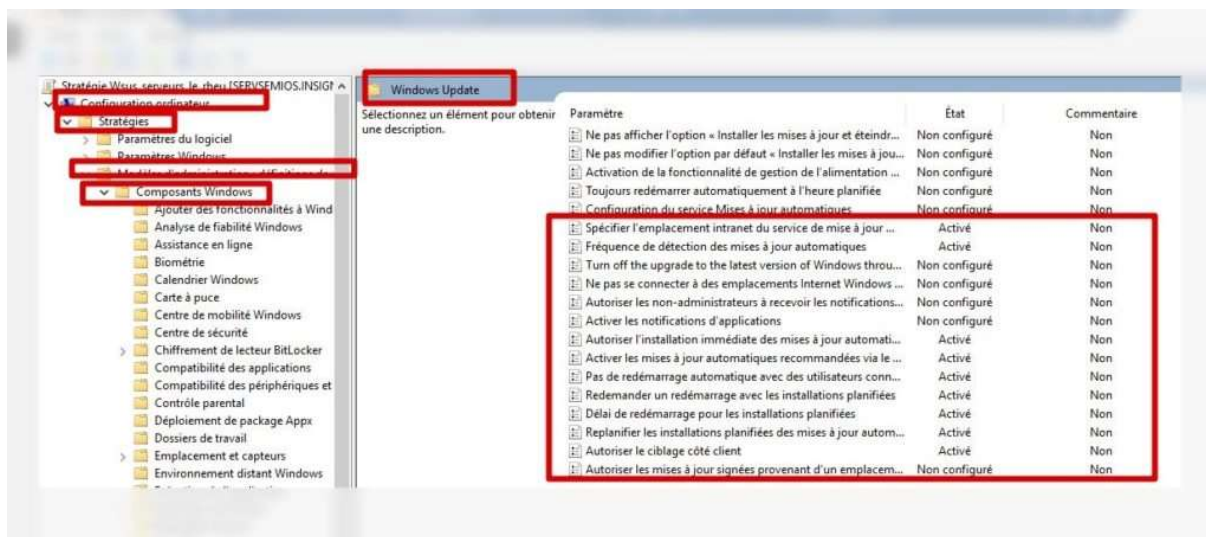 Stratégie Wsus_serveurs_le_rheu [SERVSEMIOS.INSIGN
Configuration ordinateur
Stratégies
Paramètres du logiciel
Paramètres Windows
Modèles d'administration : définitions de
Composants Windows
Ajouter des fonctionnalités à Wind
Analyse de fiabilité Windows
Assistance en ligne
Biométrie
Calendrier Windows
Carte à puce
Centre de mobilité Windows
Centre de sécurité
Chiffrement de lecteur BitLocker
Compatibilité des applications
Compatibilité des périphériques et
Contrôle parental
Déploiement de package Appx
Dossiers de travail
Emplacement et capteurs
Environnement distant Windows
Windows Update
Sélectionnez un élément pour obtenir
une description.
Paramètre État Commentaire
Ne pas afficher l'option « Installer les mises à jour et éteindr... Non configuré Non
Ne pas modifier l'option par défaut « Installer les mises à jou... Non configuré Non
Activation de la fonctionnalité de gestion de l'alimentation ... Non configuré Non
Toujours redémarrer automatiquement à l'heure planifiée Non configuré Non
Configuration du service Mises à jour automatiques Non configuré Non
Spécifier l'emplacement intranet du service de mise à jour ... Activé Non
Fréquence de détection des mises à jour automatiques Activé Non
Turn off the upgrade to the latest version of Windows throu... Non configuré Non
Ne pas se connecter à des emplacements Internet Windows ... Non configuré Non
Autoriser les non-administrateurs à recevoir les notifications... Non configuré Non
Activer les notifications d'applications Non configuré Non
Autoriser l'installation immédiate des mises à jour automati... Activé Non
Activer les mises à jour automatiques recommandées via le ... Activé Non
Pas de redémarrage automatique avec des utilisateurs conn... Activé Non
Redemander un redémarrage avec les installations planifiées Activé Non
Délai de redémarrage pour les installations planifiées Activé Non
Replanifier les installations planifiées des mises à jour autom... Activé Non
Autoriser le ciblage côté client Activé Non
Autoriser les mises à jour signées provenant d'un emplacem... Non configuré Non